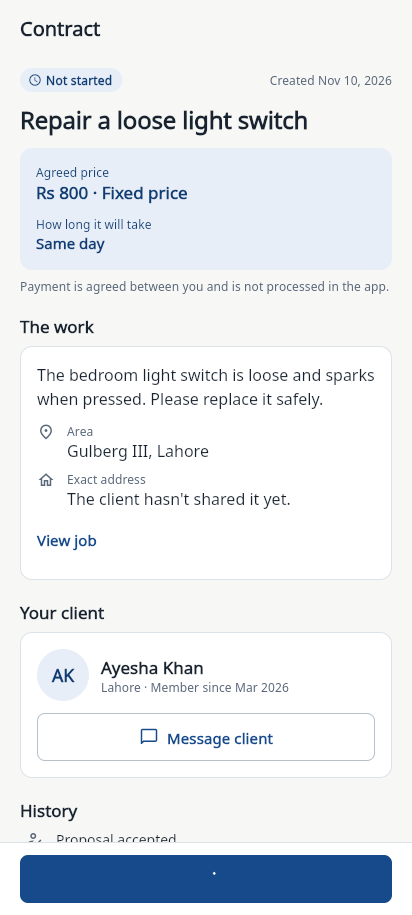 Contract
Not started
Created Nov 10, 2026
Repair a loose light switch
Agreed price
Rs 800 · Fixed price
How long it will take
Same day
Payment is agreed between you and is not processed in the app.
The work
The bedroom light switch is loose and sparks
when pressed. Please replace it safely.
Area
Gulberg III, Lahore
Exact address
The client hasn't shared it yet.
View job
Your client
AK
Ayesha Khan
Lahore · Member since Mar 2026
Message client
History
Proposal accepted